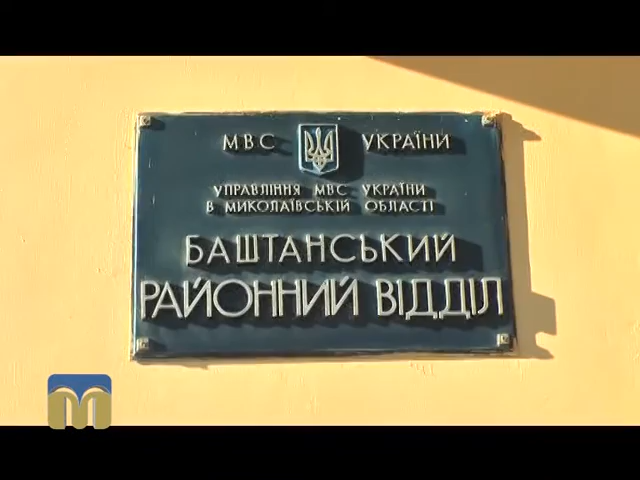 МВС УКРАЇНИ
УПРАВЛІННЯ МВС УКРАЇНИ
В МИКОЛАЇВСЬКІЙ ОБЛАСТІ
БАШТАНСЬКИЙ
РАЙОННИЙ ВІДДІЛ
М